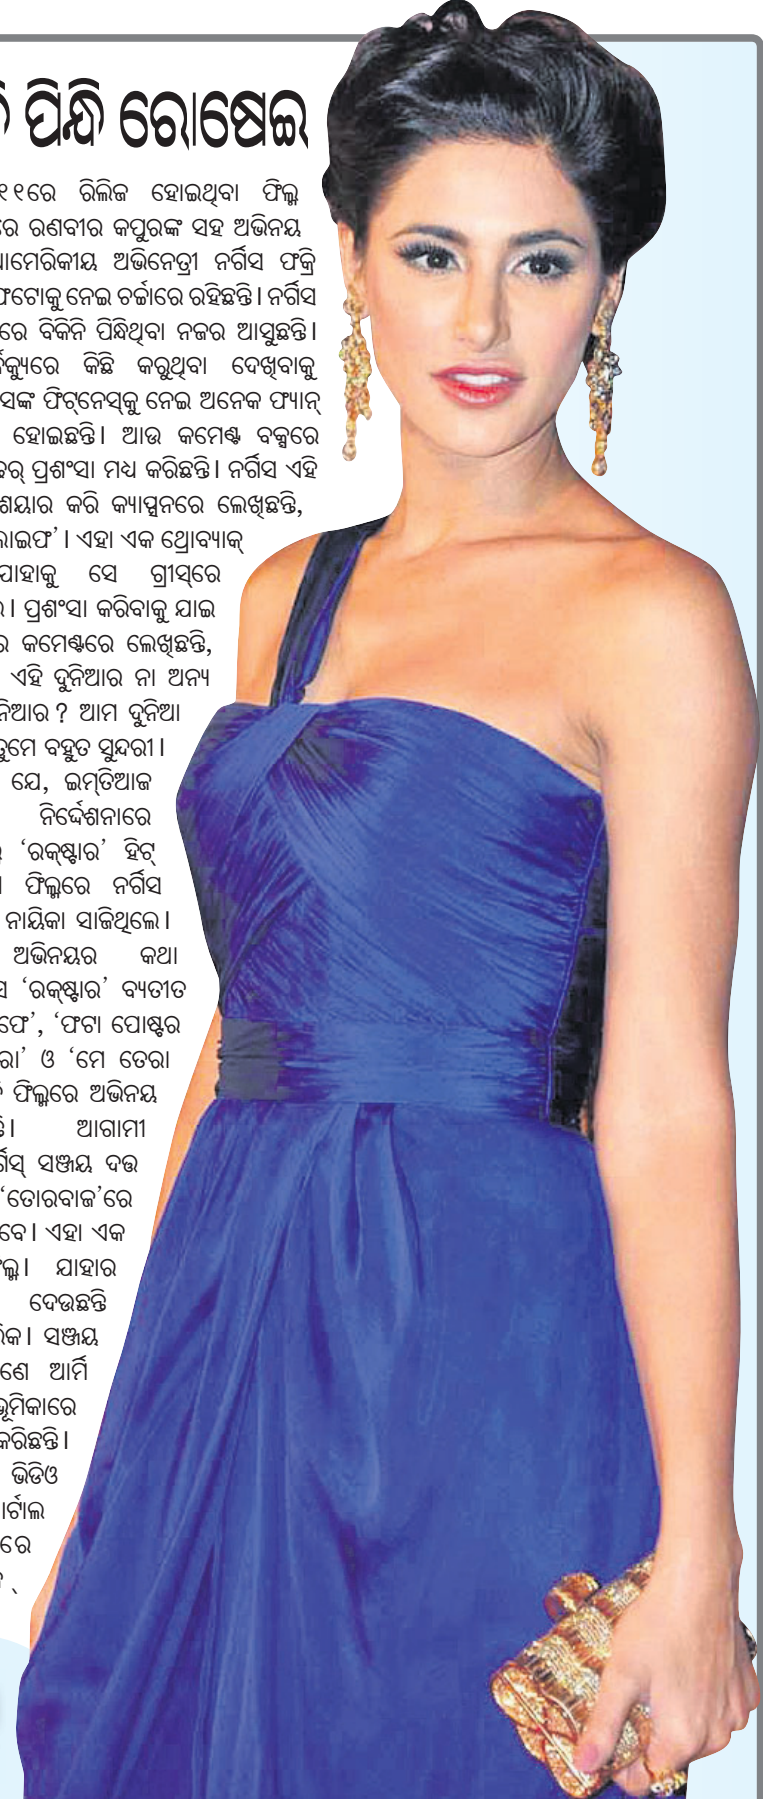 ପିନ୍ଧି ରୋଷେଇ
୧୧ରେ ରିଲିଜ ହୋଇଥିବା ଫିଲ୍ମ
ରେ ରଣବୀର କପୁରଙ୍କ ସହ ଅଭିନୟ
ଆମେରିକୀୟ ଅଭିନେତ୍ରୀ ନର୍ଗିସ ଫକ୍ରି
ଫଟୋକୁ ନେଇ ଚର୍ଚ୍ଚାରେ ରହିଛନ୍ତି। ନର୍ଗିସ
ରେ ବିକିନି ପିନ୍ଧିଥିବା ନଜର ଆସୁଛନ୍ତି।
କିଛି କରୁଥିବା ଦେଖିବାକୁ
ସଙ୍କ ଫିଟ୍‌ନେସ୍‌କୁ ନେଇ ଅନେକ ଫ୍ୟାନ୍
ହୋଇଛନ୍ତି। ଆଉ କମେଣ୍ଟ ବକ୍ସରେ
ପ୍ରଶଂସା ମଧ୍ୟ କରିଛନ୍ତି। ନର୍ଗିସ ଏହି
ସେୟାର କରି କ୍ୟାପ୍ସନରେ ଲେଖିଛନ୍ତି,
ଲାଇଫ’। ଏହା ଏକ ଥ୍ରୋବ୍ୟାକ୍
ଯାହାକୁ ସେ ଗ୍ରୀସ୍‌ରେ
ପ୍ରଶଂସା କରିବାକୁ ଯାଇ
କମେଣ୍ଟରେ ଲେଖିଛନ୍ତି,
ଏହି ଦୁନିଆର ନା ଅନ୍ୟ
ନିଆର? ଆମ ଦୁନିଆ
ତୁମେ ବହୁତ ସୁନ୍ଦରୀ।
ଯେ, ଇମ୍ତିଆଜ
ନିର୍ଦ୍ଦେଶନାରେ
‘ରକ୍‌ଷ୍ଟାର’ ହିଟ୍
ଫିଲ୍ମରେ ନର୍ଗିସ
ନାୟିକା ସାଜିଥିଲେ।
ଅଭିନୟର କଥା
‘ରକ୍‌ଷ୍ଟାର’ ବ୍ୟତୀତ
ଫେ’, ‘ଫଟା ପୋଷ୍ଟର
ରୋ’ ଓ ‘ମେ ତେରା
ଫିଲ୍ମରେ ଅଭିନୟ
ଆଗାମୀ
ସଞ୍ଜୟ ଦତ୍ତ
‘ତୋରବାଜ’ରେ
ବେ। ଏହା ଏକ
ଯାହାର
ଦେଉଛନ୍ତି
ସଞ୍ଜୟ
ଣେ ଆର୍ମି
ଭୂମିକାରେ
କରିଛନ୍ତି।
ଭିଡିଓ
ରେ